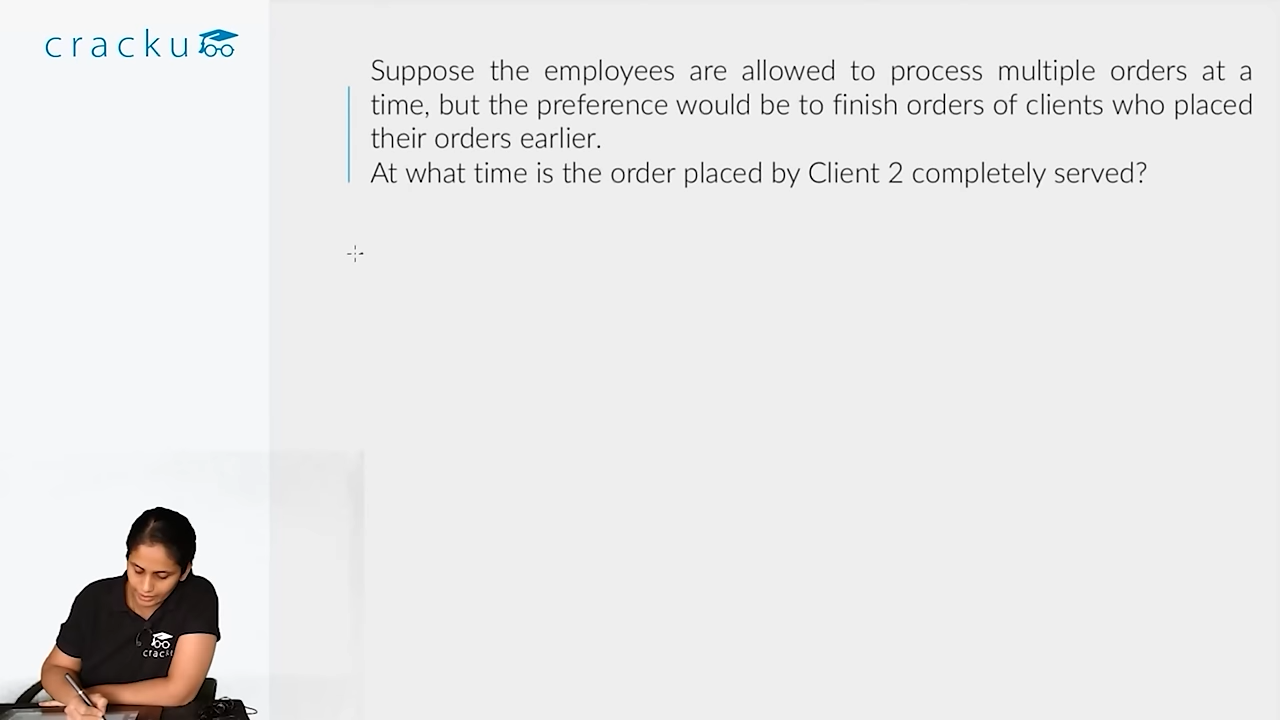 cracku
Suppose the employees are allowed to process multiple orders at a
time, but the preference would be to finish orders of clients who placed
their orders earlier.
At what time is the order placed by Client 2 completely served?